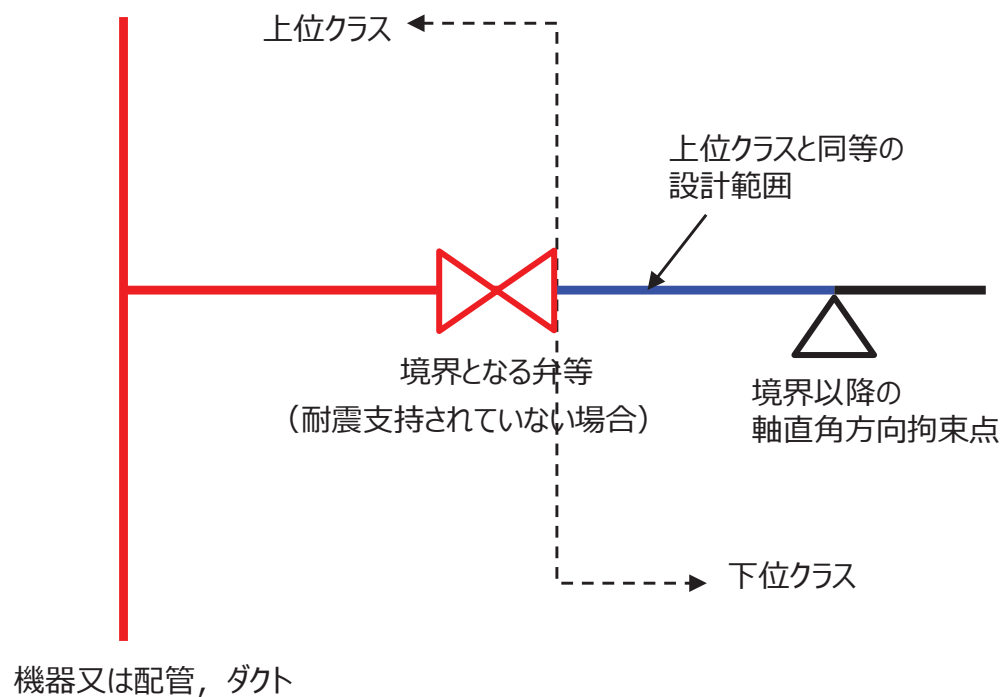 上位クラス
上位クラスと同等の
設計範囲
境界となる弁等
（耐震支持されていない場合）
境界以降の
軸直角方向拘束点
下位クラス
機器又は配管，ダクト